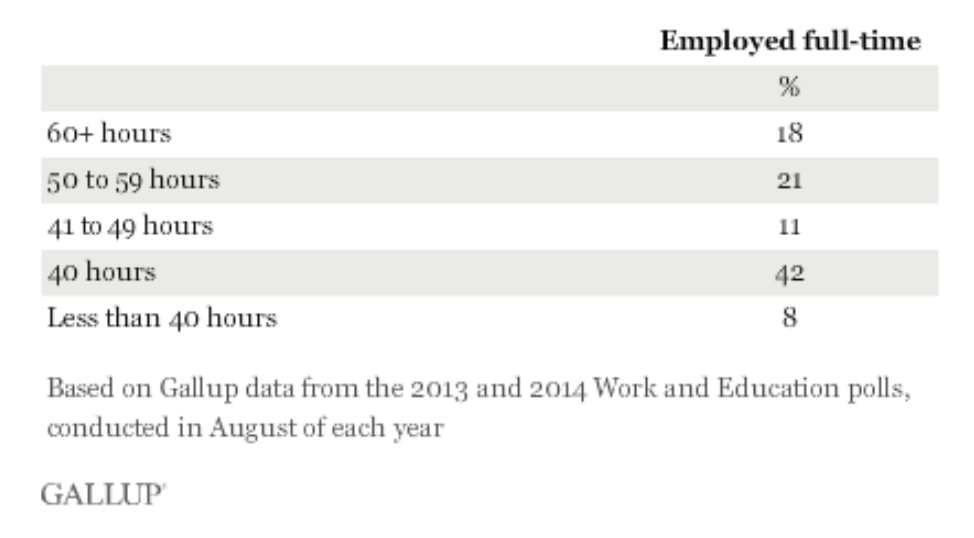 Employed full-time
%
60+ hours 18
50 to 59 hours 21
41 to 49 hours 11
40 hours 42
Less than 40 hours 8
Based on Gallup data from the 2013 and 2014 Work and Education polls,
conducted in August of each year
GALLUP®